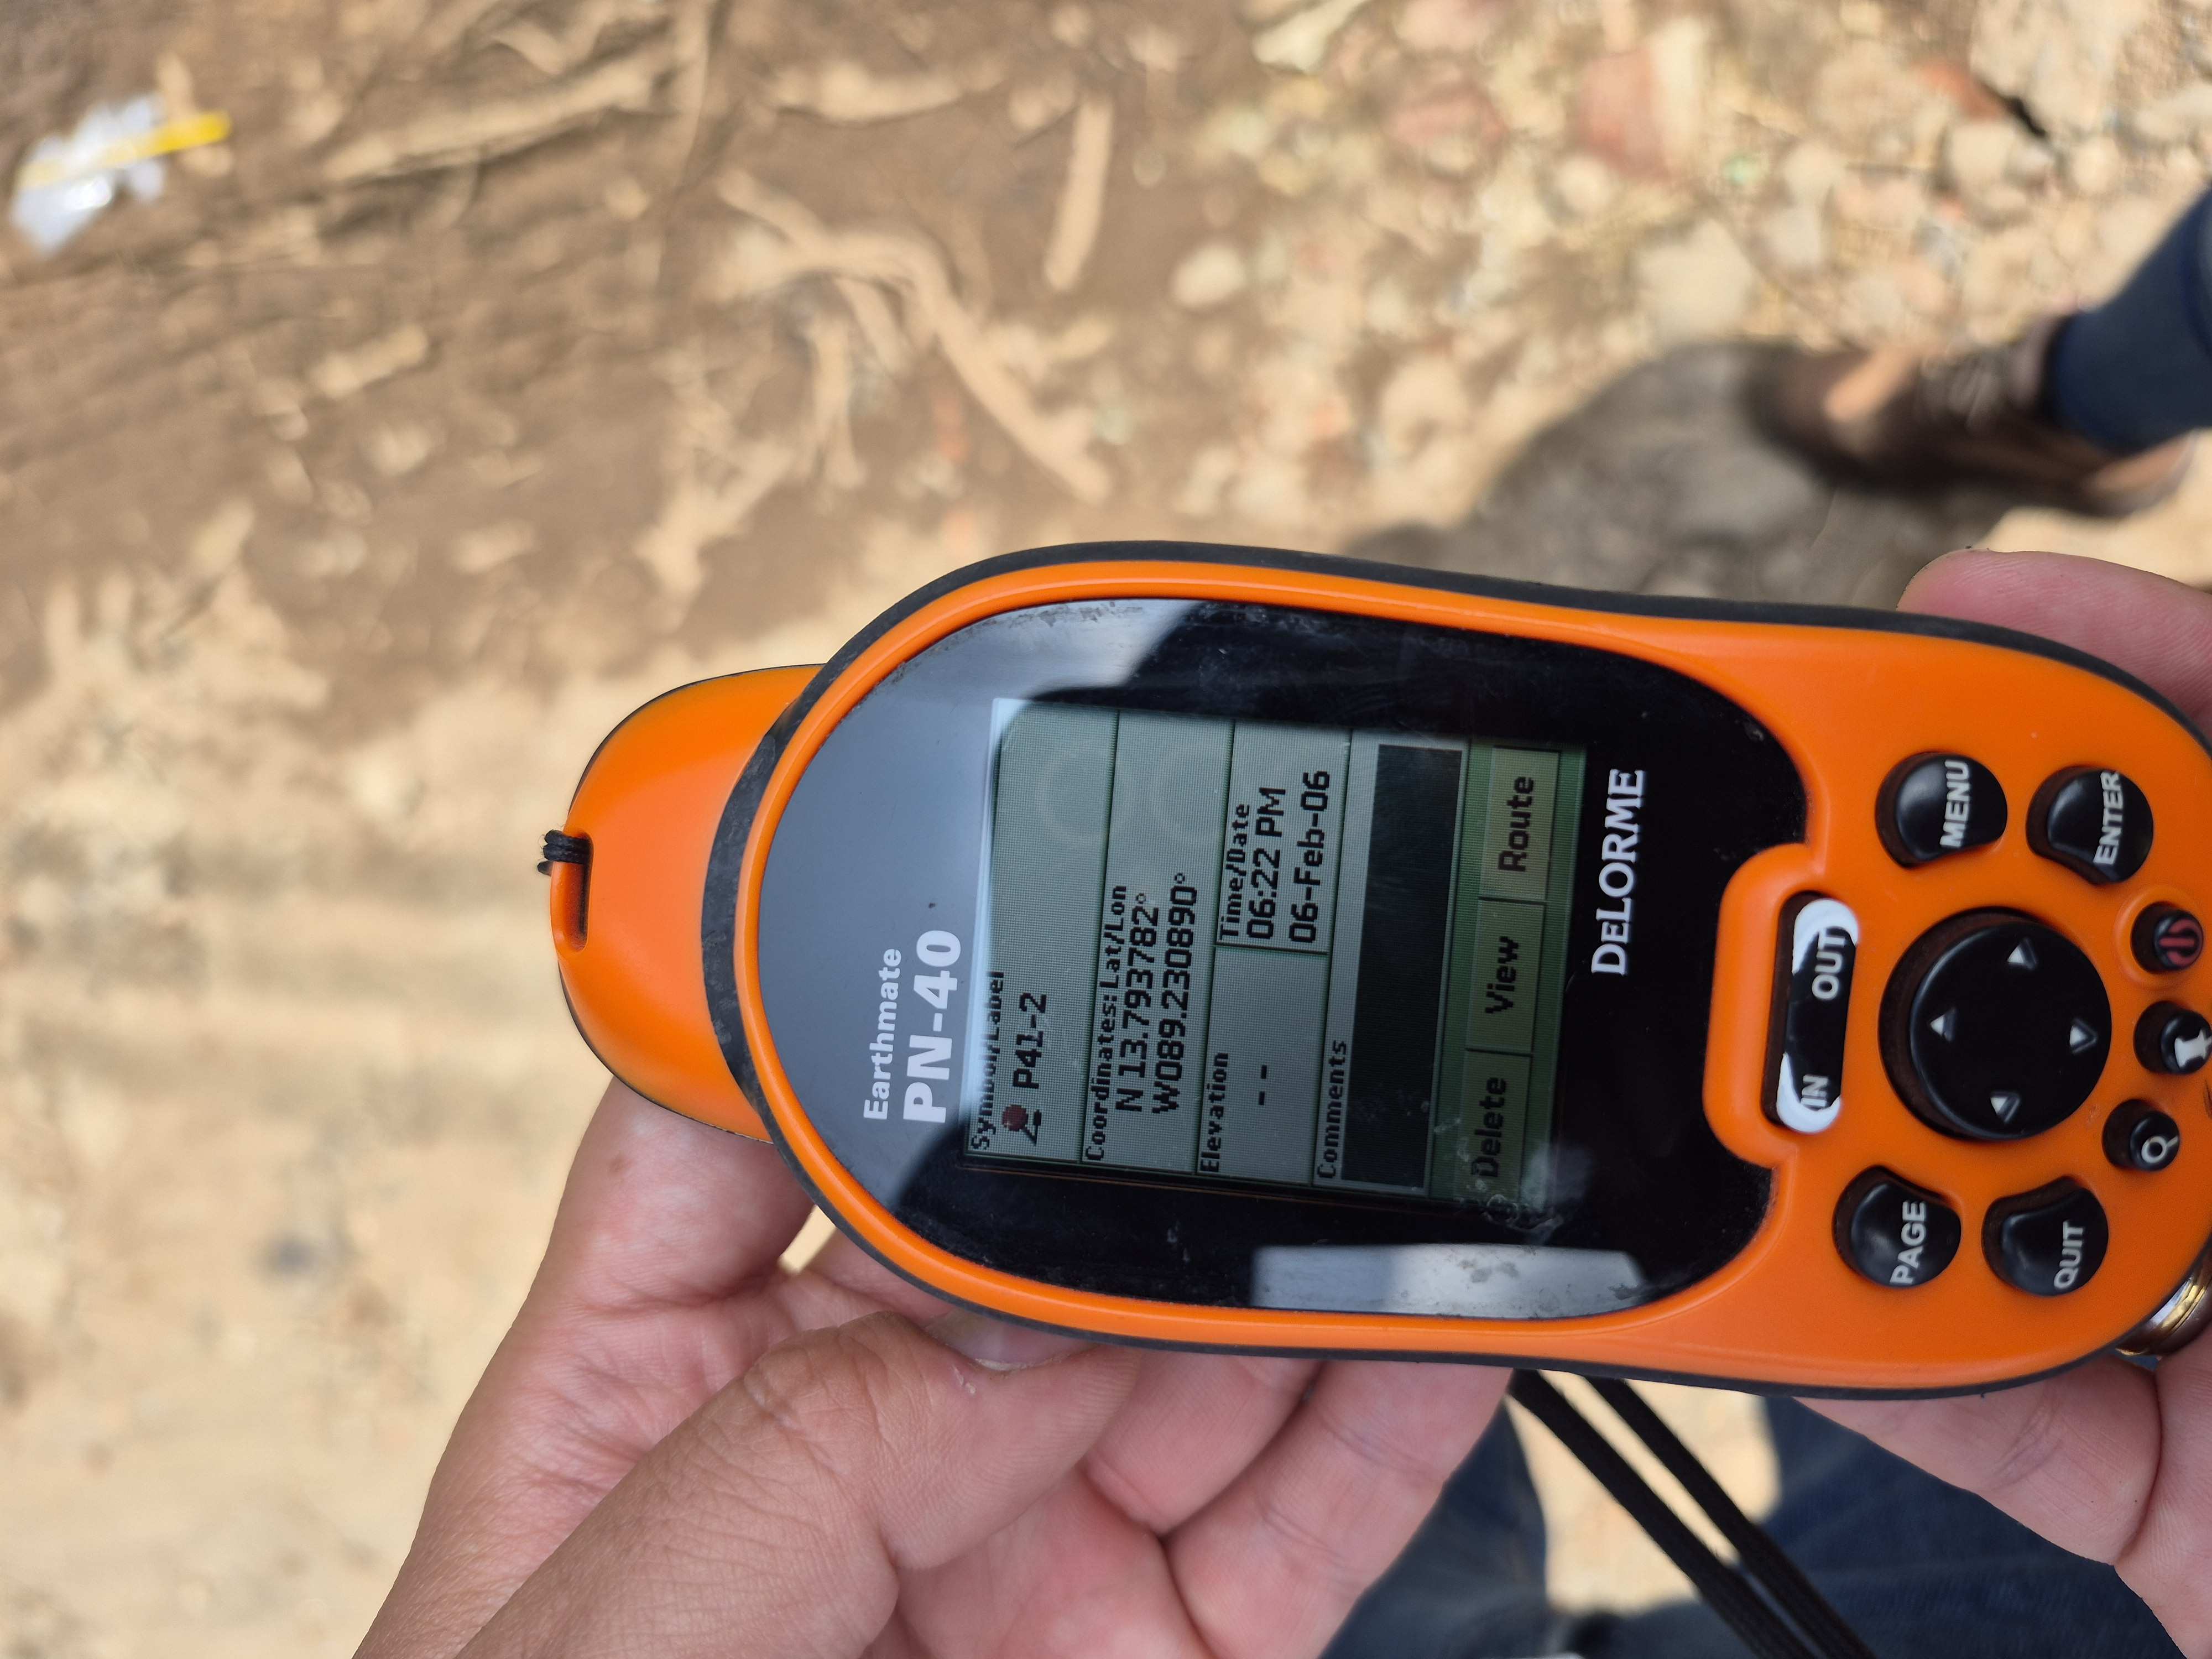 Earthmate
PN-40
Symbol/Label
P41-2
Coordinates: Lat/Lon
N 13.793782°
W089.230890°
Elevation
--
Time/Date
06:22 PM
06-Feb-06
Comments
Delete View Route
DELORME
IN OUT
PAGE MENU
QUIT ENTER